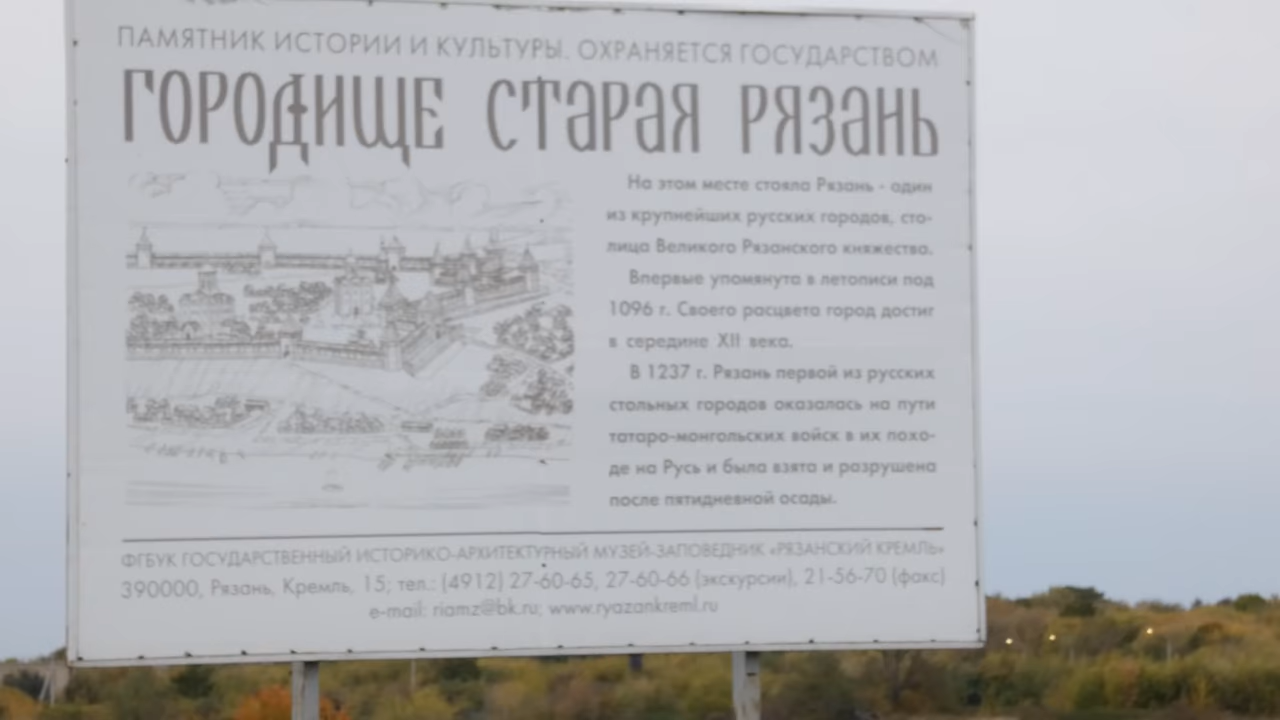 ПАМЯТНИК ИСТОРИИ И КУЛЬТУРЫ. ОХРАНЯЕТСЯ ГОСУДАРСТВОМ
ГОРОДИЩЕ СТАРАЯ РЯЗАНЬ
На этом месте стояла Рязань - один
из крупнейших русских городов, сто-
лица Великого Рязанского княжества.
Впервые упомянута в летописи под
1096 г. Своего расцвета город достиг
в середине XII века.
В 1237 г. Рязань первой из русских
стольных городов оказалась на пути
татаро-монгольских войск в их похо-
де на Русь и была взята и разрушена
после пятидневной осады.
ФГБУК ГОСУДАРСТВЕННЫЙ ИСТОРИКО-АРХИТЕКТУРНЫЙ МУЗЕЙ-ЗАПОВЕДНИК «РЯЗАНСКИЙ КРЕМЛЬ»
390000, Рязань, Кремль, 15; тел.: (4912) 27-60-65, 27-60-66 (экскурсии), 21-56-70 (факс)
e-mail: riamz@bk.ru; www.ryazankreml.ru